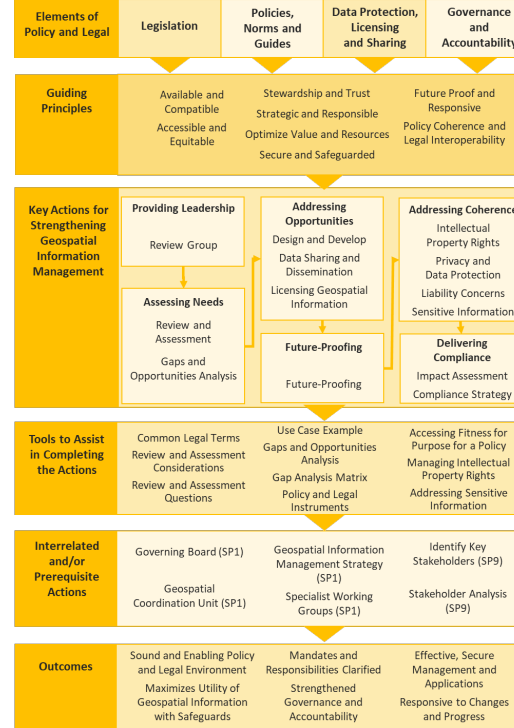 Elements of
Policy and Legal
Legislation
Policies,
Norms and
Guides
Data Protection,
Licensing
and Sharing
Governance
and
Accountability
Guiding
Principles
Available and
Compatible
Accessible and
Equitable
Stewardship and Trust
Strategic and Responsible
Optimize Value and Resources
Secure and Safeguarded
Future Proof and
Responsive
Policy Coherence and
Legal Interoperability
Key Actions for
Strengthening
Geospatial
Information
Management
Providing Leadership
Review Group
Assessing Needs
Review and
Assessment
Gaps and
Opportunities Analysis
Addressing
Opportunities
Design and Develop
Data Sharing and
Dissemination
Licensing Geospatial
Information
Future-Proofing
Future-Proofing
Addressing Coherence
Intellectual
Property Rights
Privacy and
Data Protection
Liability Concerns
Sensitive Information
Delivering
Compliance
Impact Assessment
Compliance Strategy
Tools to Assist
in Completing
the Actions
Common Legal Terms
Review and Assessment
Considerations
Review and Assessment
Questions
Use Case Example
Gaps and Opportunities
Analysis
Gap Analysis Matrix
Policy and Legal
Instruments
Accessing Fitness for
Purpose for a Policy
Managing Intellectual
Property Rights
Addressing Sensitive
Information
Interrelated
and/or
Prerequisite
Actions
Governing Board (SP1)
Geospatial
Coordination Unit (SP1)
Geospatial Information
Management Strategy
(SP1)
Specialist Working
Groups (SP1)
Identify Key
Stakeholders (SP9)
Stakeholder Analysis
(SP9)
Outcomes
Sound and Enabling Policy
and Legal Environment
Maximizes Utility of
Geospatial Information
with Safeguards
Mandates and
Responsibilities Clarified
Strengthened
Governance and
Accountability
Effective, Secure
Management and
Applications
Responsive to Changes
and Progress